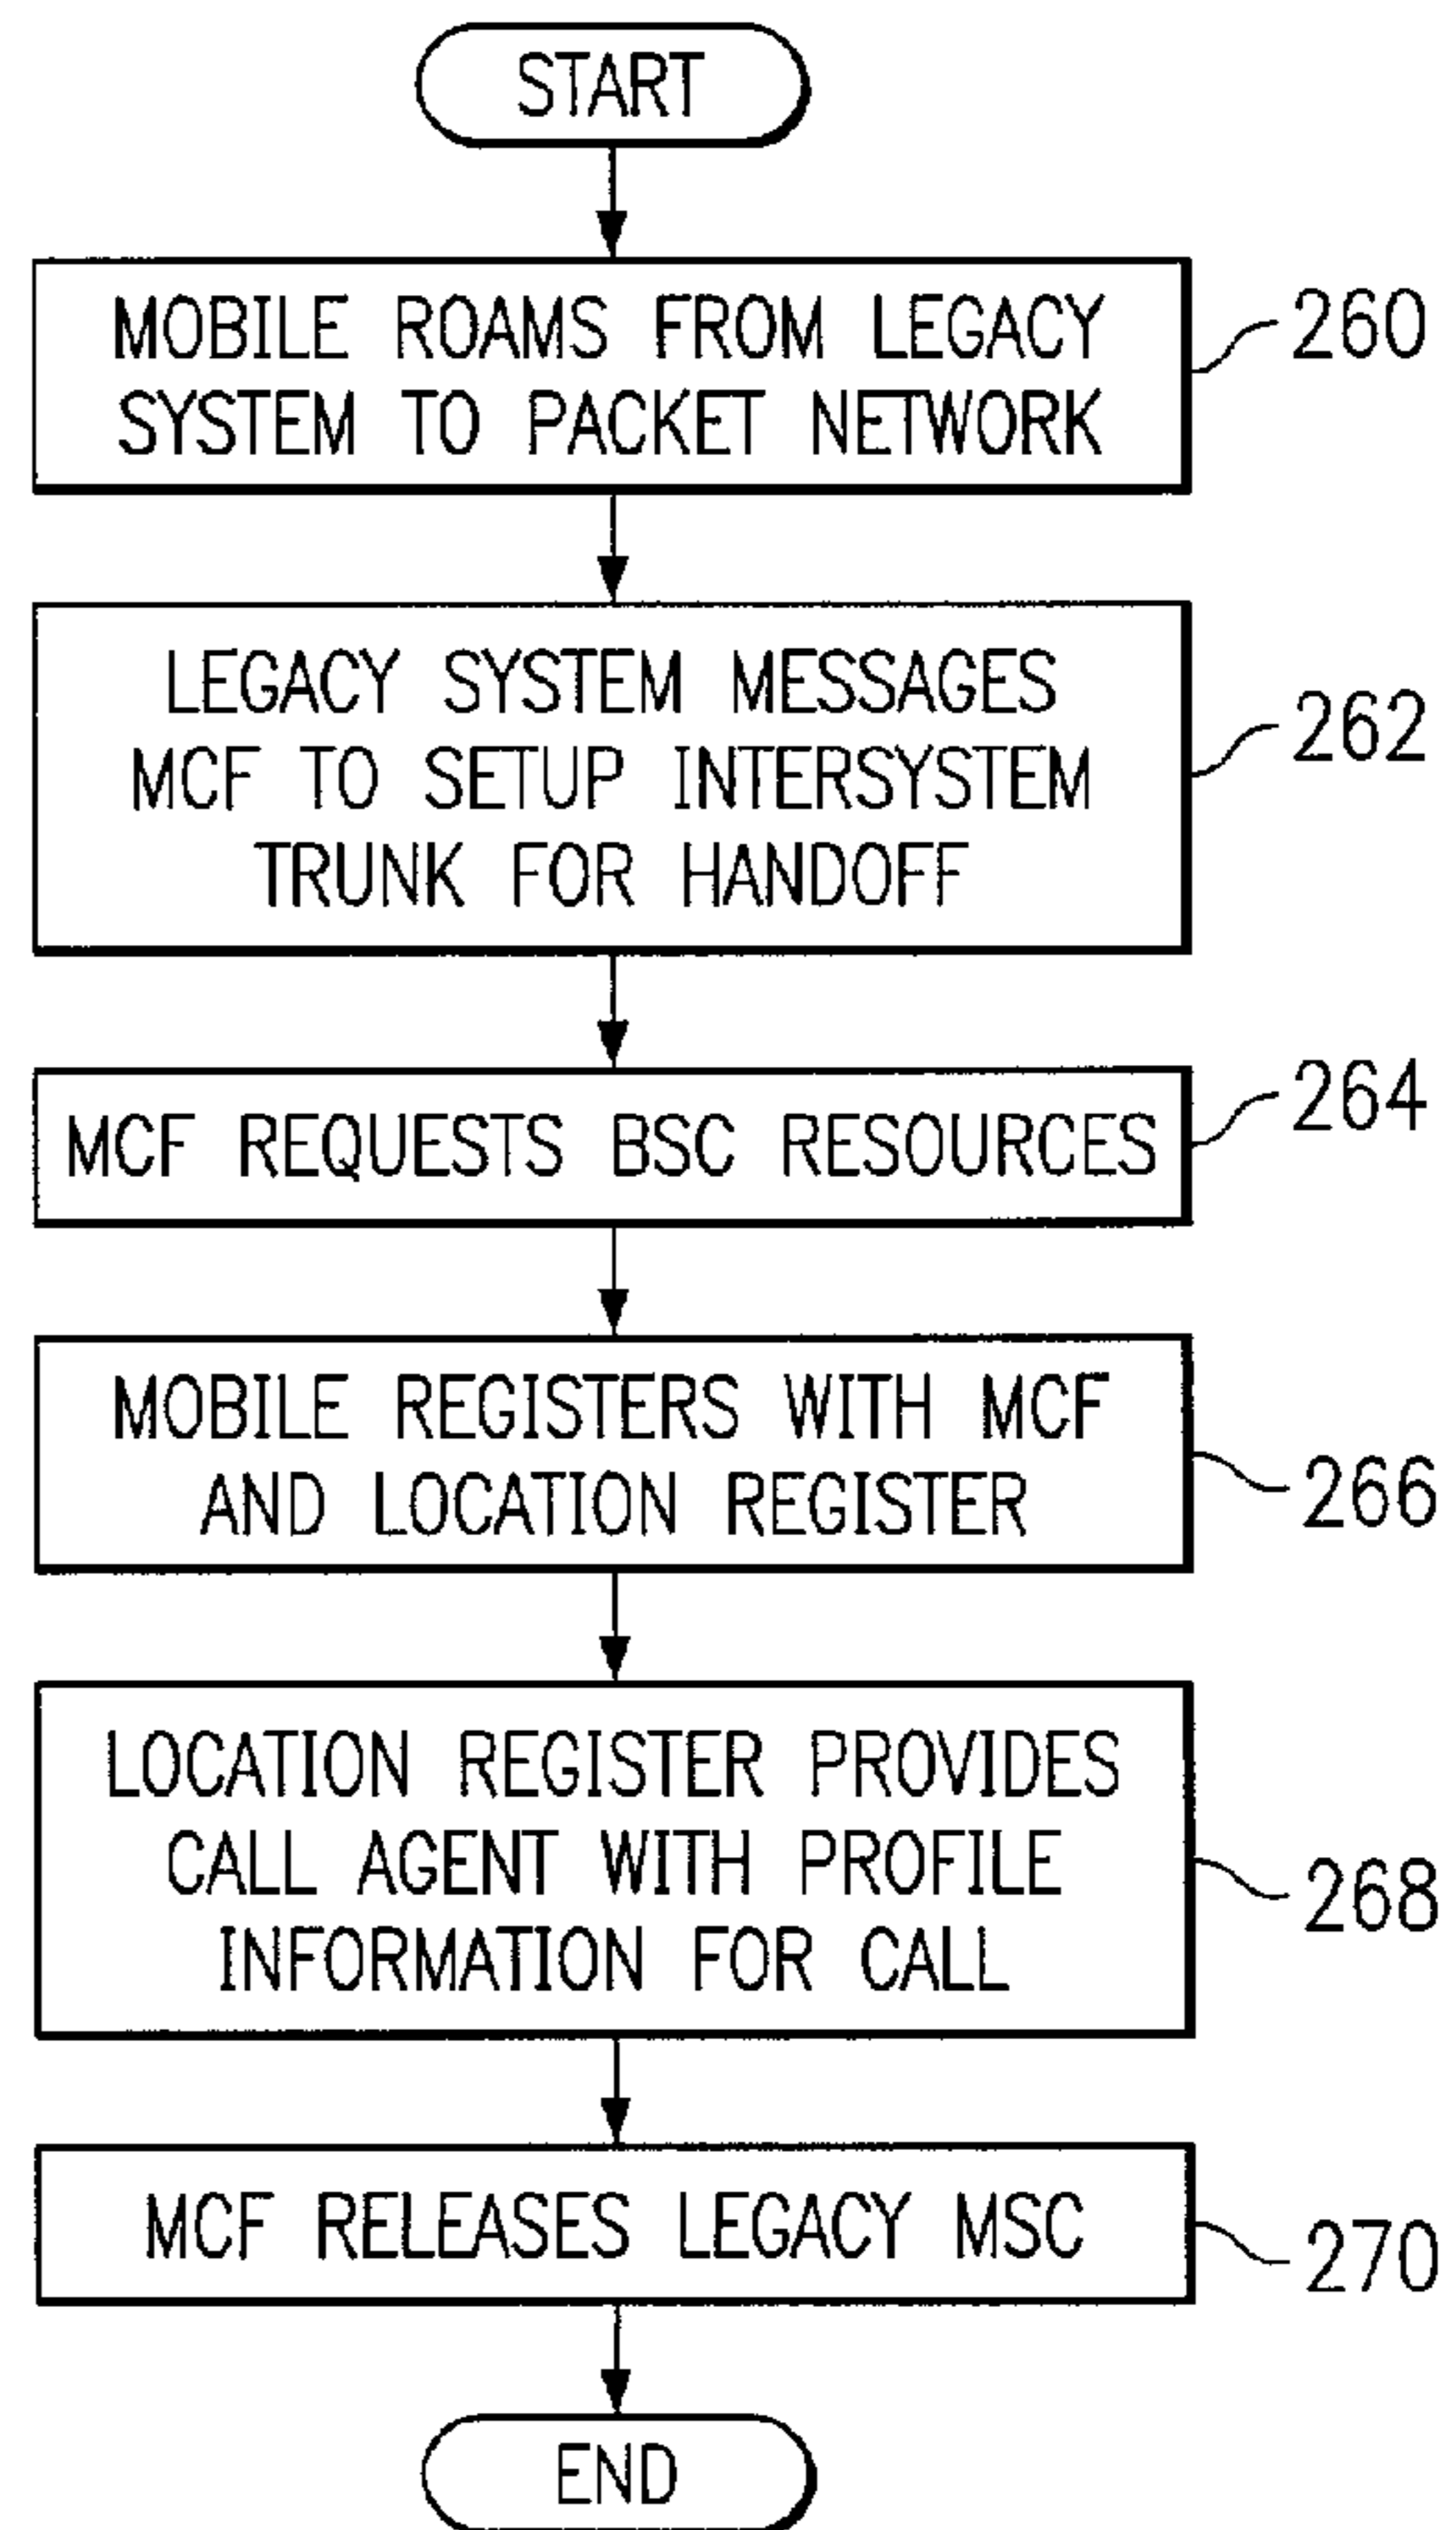 START
MOBILE ROAMS FROM LEGACY
SYSTEM TO PACKET NETWORK
260
LEGACY SYSTEM MESSAGES
MCF TO SETUP INTERSYSTEM
TRUNK FOR HANDOFF
262
MCF REQUESTS BSC RESOURCES
264
MOBILE REGISTERS WITH MCF
AND LOCATION REGISTER
266
LOCATION REGISTER PROVIDES
CALL AGENT WITH PROFILE
INFORMATION FOR CALL
268
MCF RELEASES LEGACY MSC
270
END